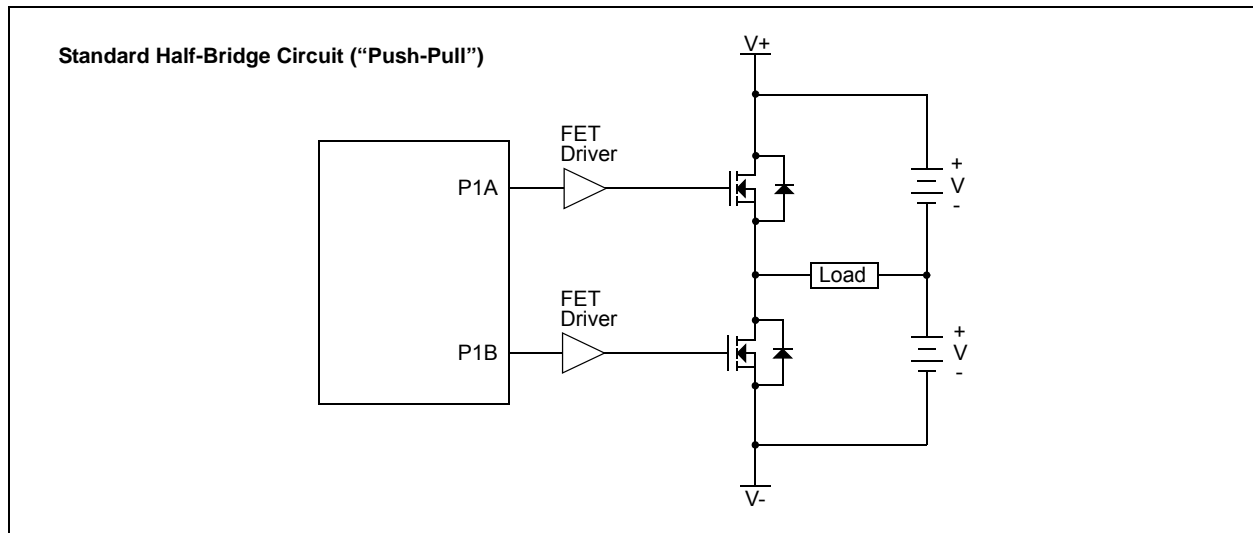 Standard Half-Bridge Circuit (“Push-Pull”)
V+
FET
Driver
P1A
+
V
-
Load
FET
Driver
P1B
+
V
-
V-